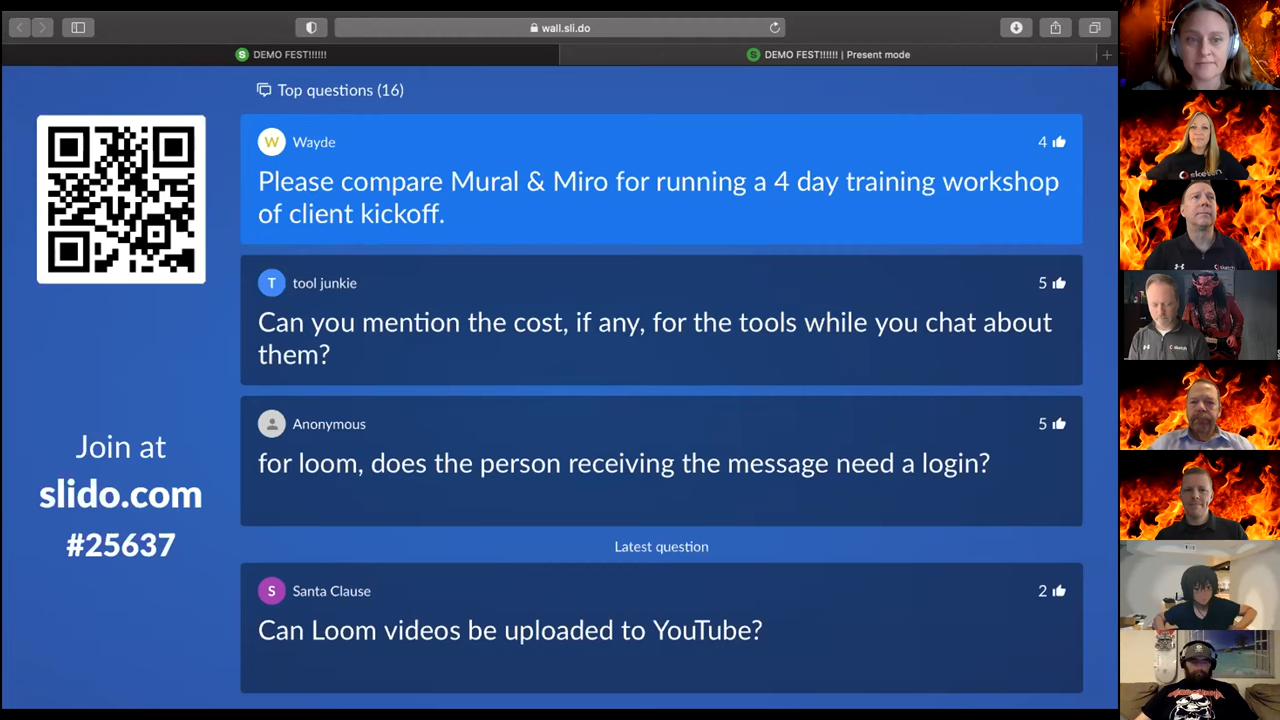 wall.sli.do
S DEMO FEST!!!!!!
S DEMO FEST!!!!!! | Present mode
Top questions (16)
W Wayde 4
Please compare Mural & Miro for running a 4 day training workshop
of client kickoff.
T tool junkie 5
Can you mention the cost, if any, for the tools while you chat about
them?
Anonymous 5
for loom, does the person receiving the message need a login?
Latest question
S Santa Clause 2
Can Loom videos be uploaded to YouTube?
Join at
slido.com
#25637